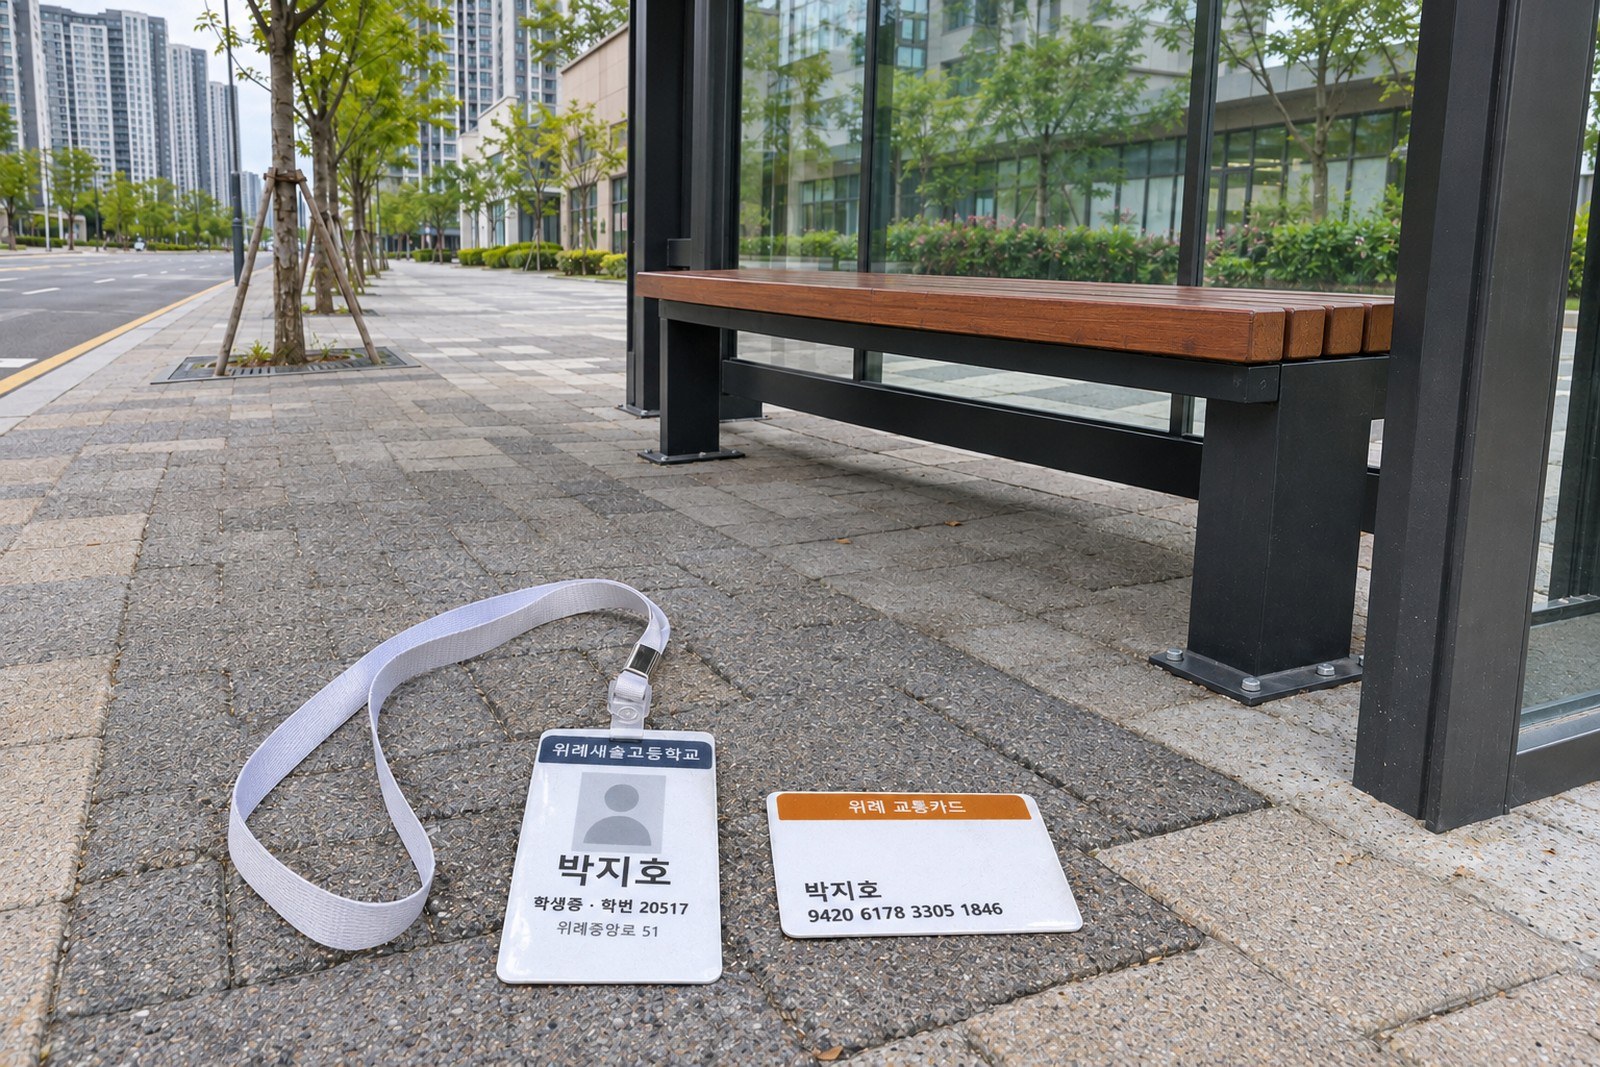 위례새솔고등학교
박지호
학생증 · 학번 20517
위례중앙로 51
위례 교통카드
박지호
9420 6178 3305 1846